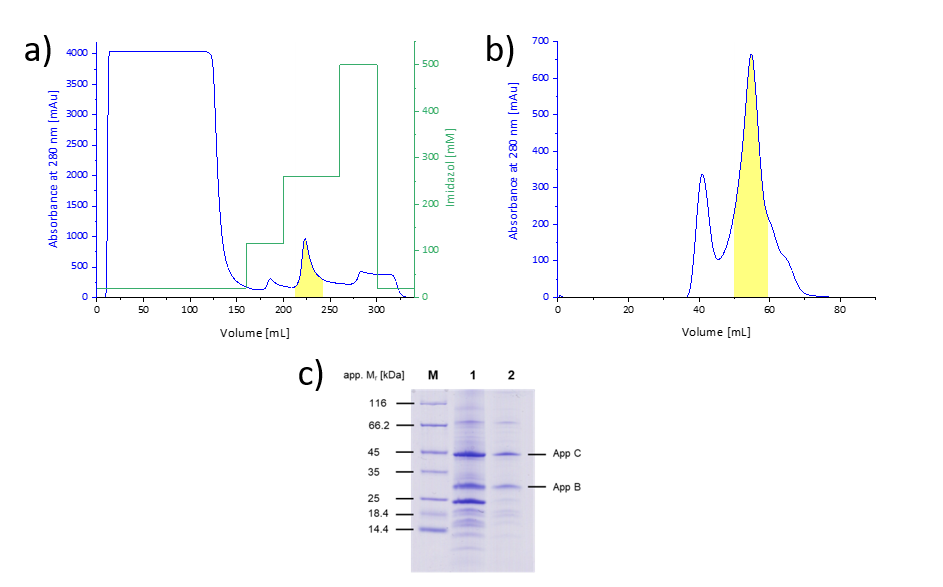 a)
4000
3500
3000
2500
2000
1500
1000
500
0
Absorbance at 280 nm [mAu]
0 50 100 150 200 250 300
Volume [mL]
500
400
300
200
100
0
Imidazol [mM]
b)
700
600
500
400
300
200
100
0
Absorbance at 280 nm [mAu]
0 20 40 60 80
Volume [mL]
c)
app. Mr [kDa] M 1 2
116
66.2
45
35
25
18.4
14.4
App C
App B